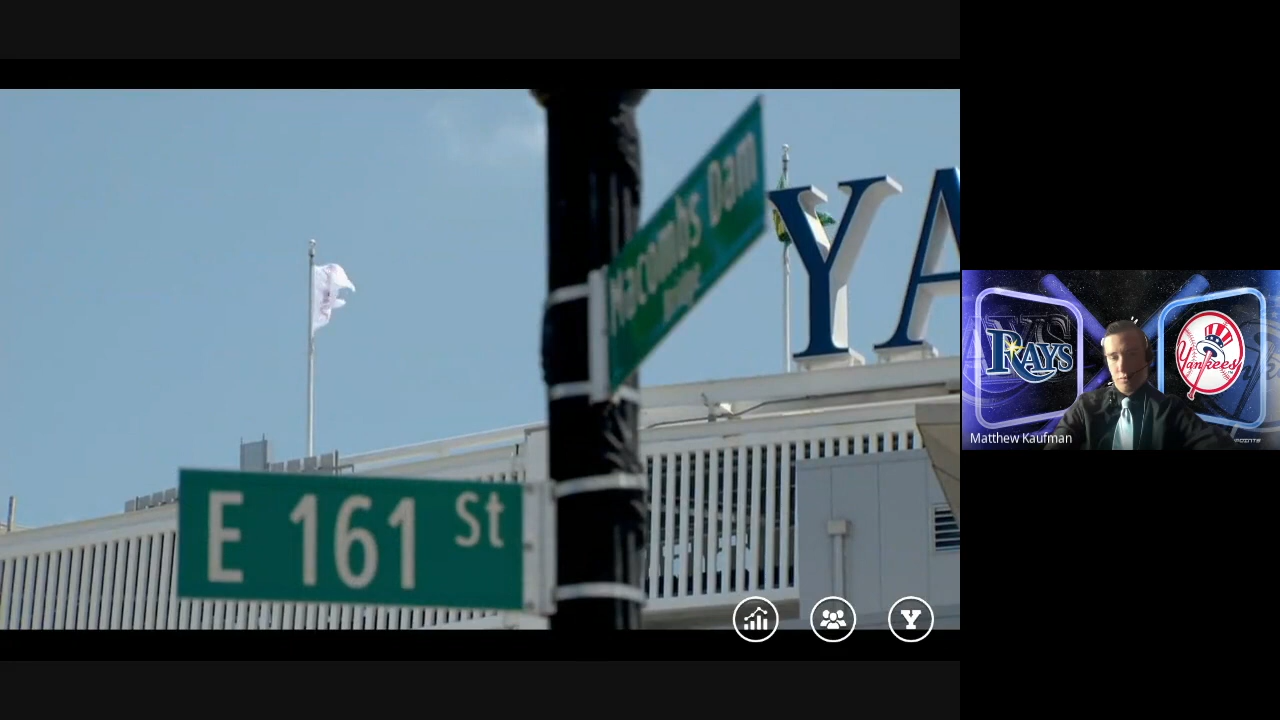 Macombs Dam
Bridge
YA
E 161 St
Y
RAYS
Yankees
Matthew Kaufman